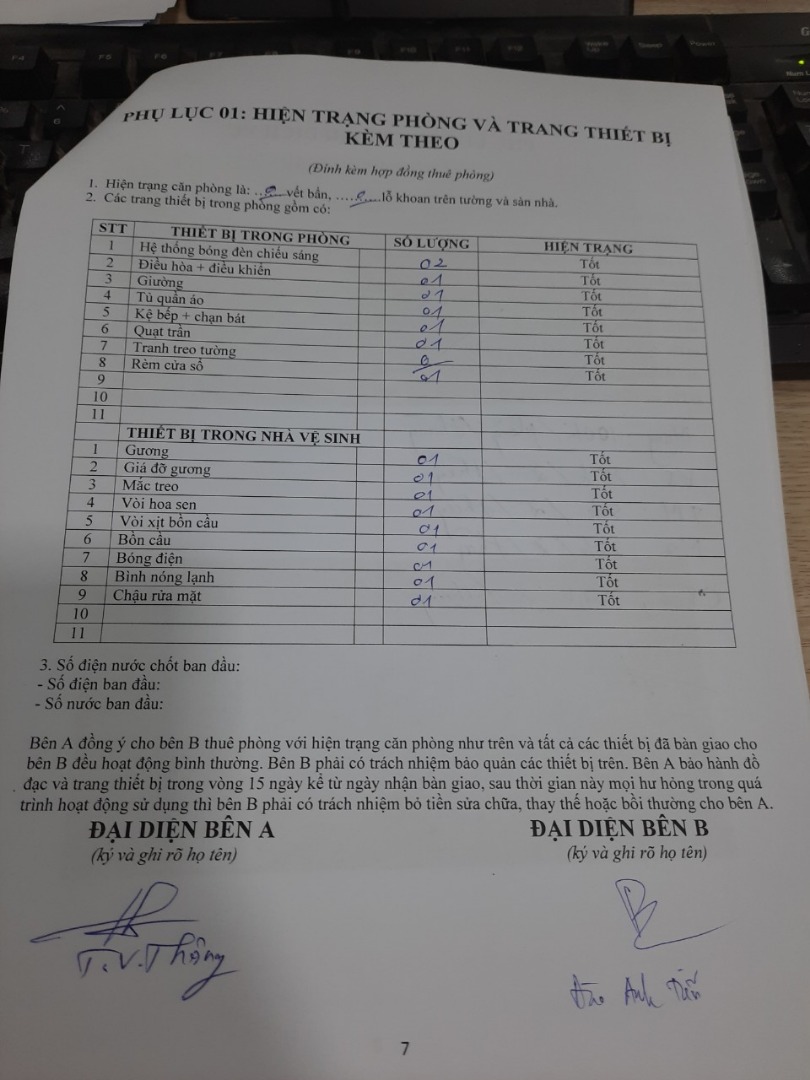 PHỤ LỤC 01: HIỆN TRẠNG PHÒNG VÀ TRANG THIẾT BỊ
KÈM THEO
(Đính kèm hợp đồng thuê phòng)
1. Hiện trạng căn phòng là: ..... vết bẩn, ..... lỗ khoan trên tường và sàn nhà.
2. Các trang thiết bị trong phòng gồm có:
STT THIẾT BỊ TRONG PHÒNG SỐ LƯỢNG HIỆN TRẠNG
1 Hệ thống bóng đèn chiếu sáng 02 Tốt
2 Điều hòa + điều khiển 01 Tốt
3 Giường 01 Tốt
4 Tủ quần áo 01 Tốt
5 Kệ bếp + chạn bát 01 Tốt
6 Quạt trần 01 Tốt
7 Tranh treo tường Tốt
8 Rèm cửa sổ 01 Tốt
9
10
11
THIẾT BỊ TRONG NHÀ VỆ SINH
1 Gương 01 Tốt
2 Giá đỡ gương 01 Tốt
3 Mắc treo 01 Tốt
4 Vòi hoa sen 01 Tốt
5 Vòi xịt bồn cầu 01 Tốt
6 Bồn cầu 01 Tốt
7 Bóng điện 01 Tốt
8 Bình nóng lạnh 01 Tốt
9 Chậu rửa mặt 01 Tốt
10
11
3. Số điện nước chốt ban đầu:
- Số điện ban đầu:
- Số nước ban đầu:
Bên A đồng ý cho bên B thuê phòng với hiện trạng căn phòng như trên và tất cả các thiết bị đã bàn giao cho
bên B đều hoạt động bình thường. Bên B phải có trách nhiệm bảo quản các thiết bị trên. Bên A bảo hành đồ
đạc và trang thiết bị trong vòng 15 ngày kể từ ngày nhận bàn giao, sau thời gian này mọi hư hỏng trong quá
trình hoạt động sử dụng thì bên B phải có trách nhiệm bỏ tiền sửa chữa, thay thế hoặc bồi thường cho bên A.
ĐẠI DIỆN BÊN A ĐẠI DIỆN BÊN B
(ký và ghi rõ họ tên) (ký và ghi rõ họ tên)
T.V.Thông
Đào Anh
7